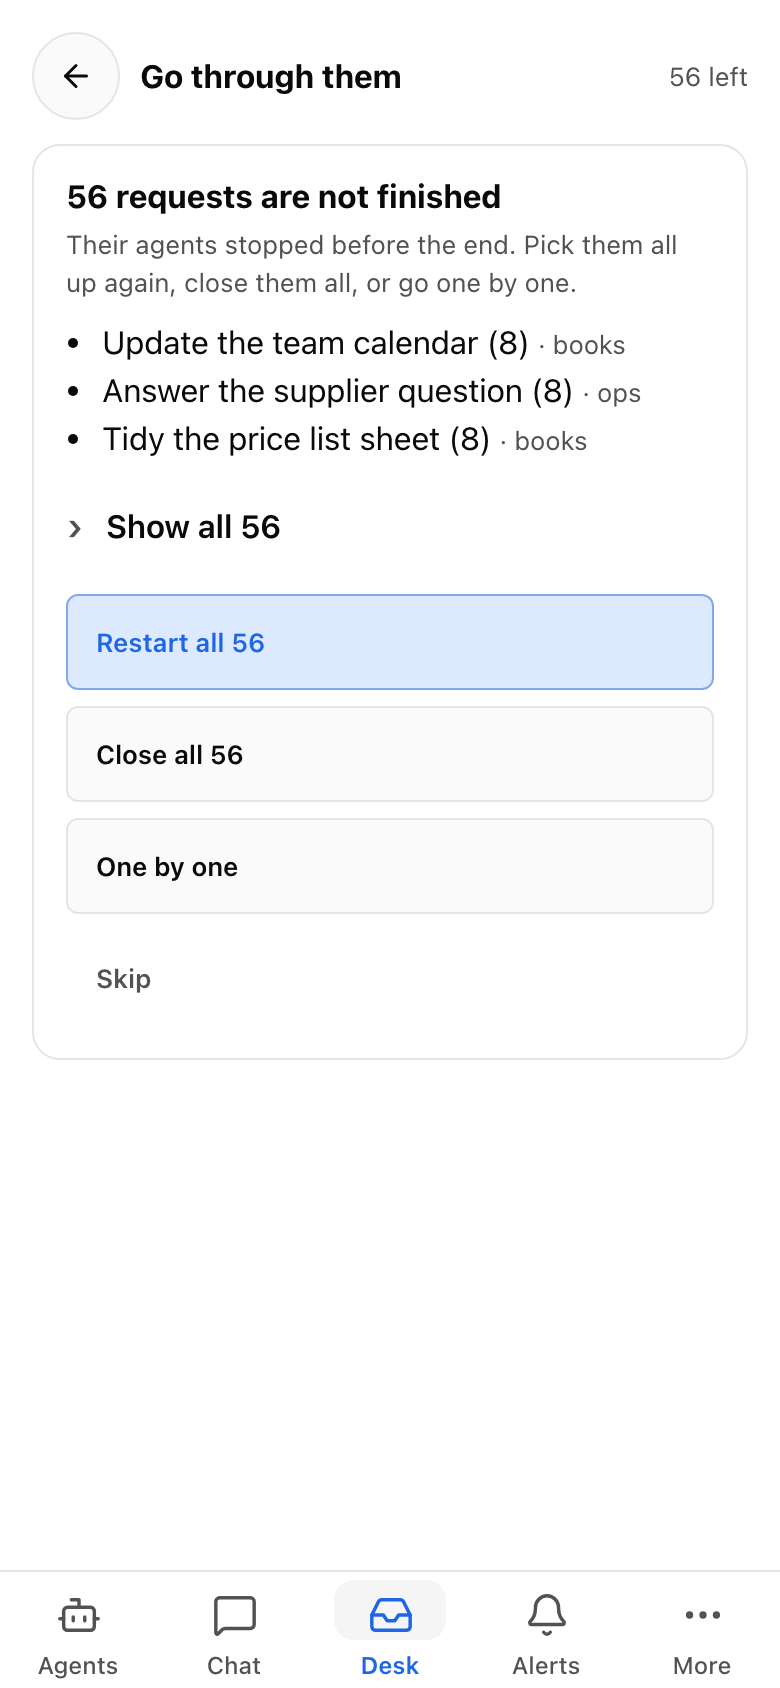 Go through them
56 left
56 requests are not finished
Their agents stopped before the end. Pick them all
up again, close them all, or go one by one.
• Update the team calendar (8) · books
• Answer the supplier question (8) · ops
• Tidy the price list sheet (8) · books
› Show all 56
Restart all 56
Close all 56
One by one
Skip
Agents
Chat
Desk
Alerts
More